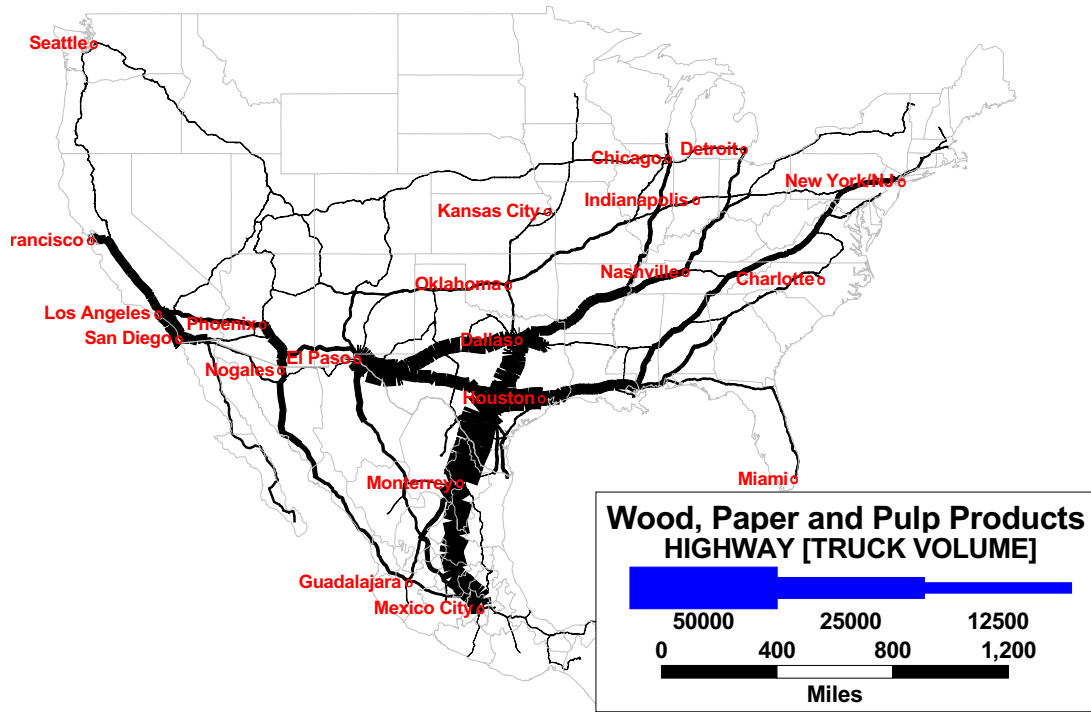 Seattle
Chicago
Detroit
New York/NJ
Indianapolis
Kansas City
rancisco
Nashville
Charlotte
Oklahoma
Los Angeles
Phoenix
San Diego
Dallas
El Paso
Nogales
Houston
Monterrey
Miami
Guadalajara
Mexico City
Wood, Paper and Pulp Products
HIGHWAY [TRUCK VOLUME]
50000 25000 12500
0 400 800 1,200
Miles